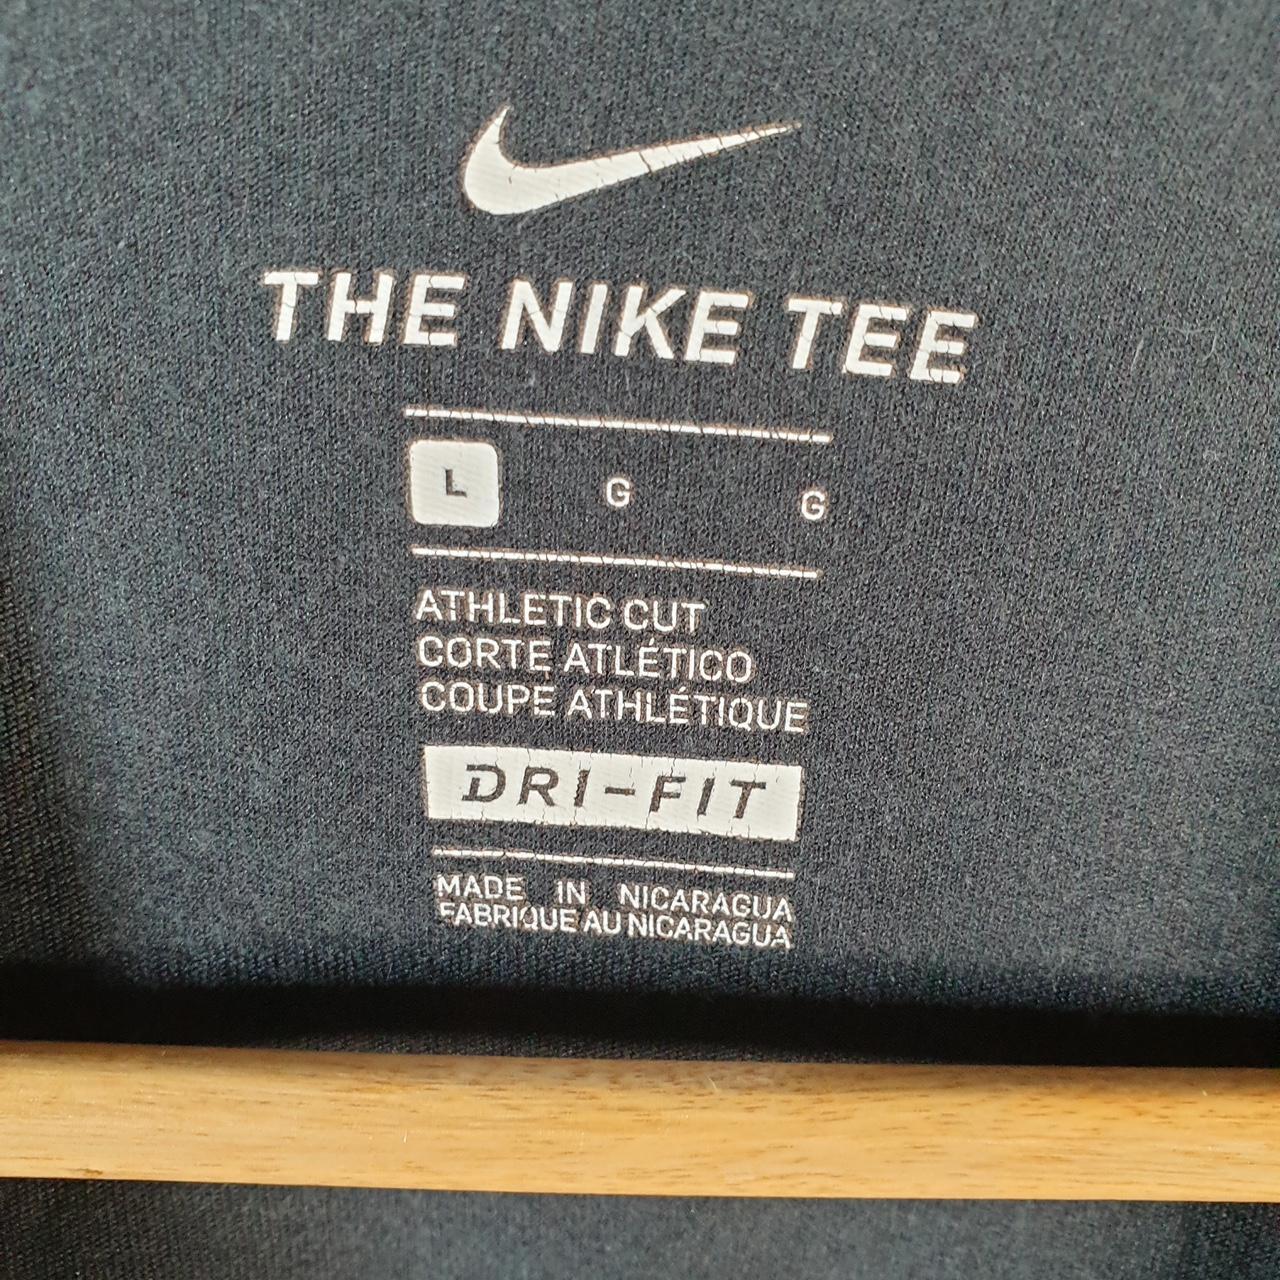 THE NIKE TEE
L G G
ATHLETIC CUT
CORTE ATLÉTICO
COUPE ATHLÉTIQUE
DRI-FIT
MADE IN NICARAGUA
FABRIQUE AU NICARAGUA